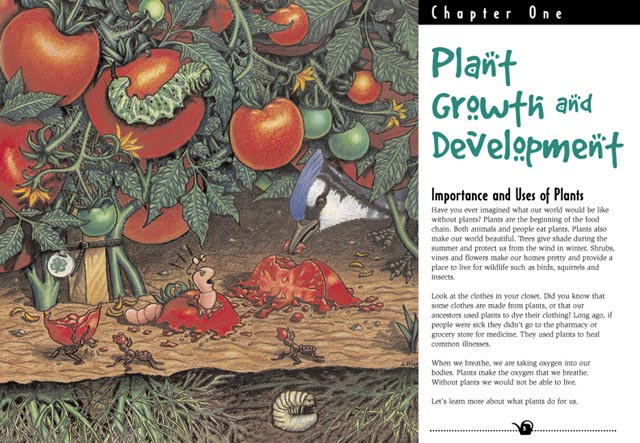 Chapter One
Plant
Growth and
Development
Importance and Uses of Plants
Have you ever imagined what our world would be like
without plants? Plants are the beginning of the food
chain. Both animals and people eat plants. Plants also
make our world beautiful. Trees give shade during the
summer and protect us from the wind in winter. Shrubs,
vines and flowers make our homes pretty and provide a
place to live for wildlife such as birds, squirrels and
insects.
Look at the clothes in your closet. Did you know that
some clothes are made from plants, or that our
ancestors used plants to dye their clothing? Long ago, if
people were sick they didn't go to the pharmacy or
grocery store for medicine. They used plants to heal
common illnesses.
When we breathe, we are taking oxygen into our
bodies. Plants make the oxygen that we breathe.
Without plants we would not be able to live.
Let's learn more about what plants do for us.